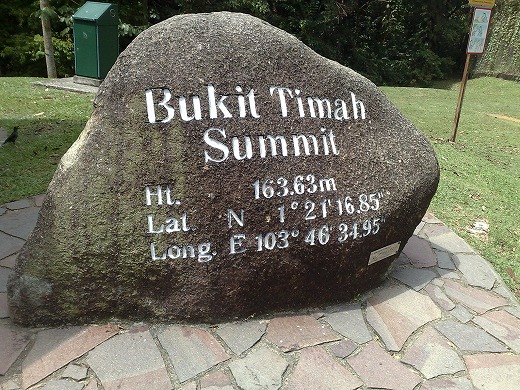 Bukit Timah
Summit
Ht. 163.63m
Lat. N 1° 21' 16.85"
Long. E 103° 46' 34.95"